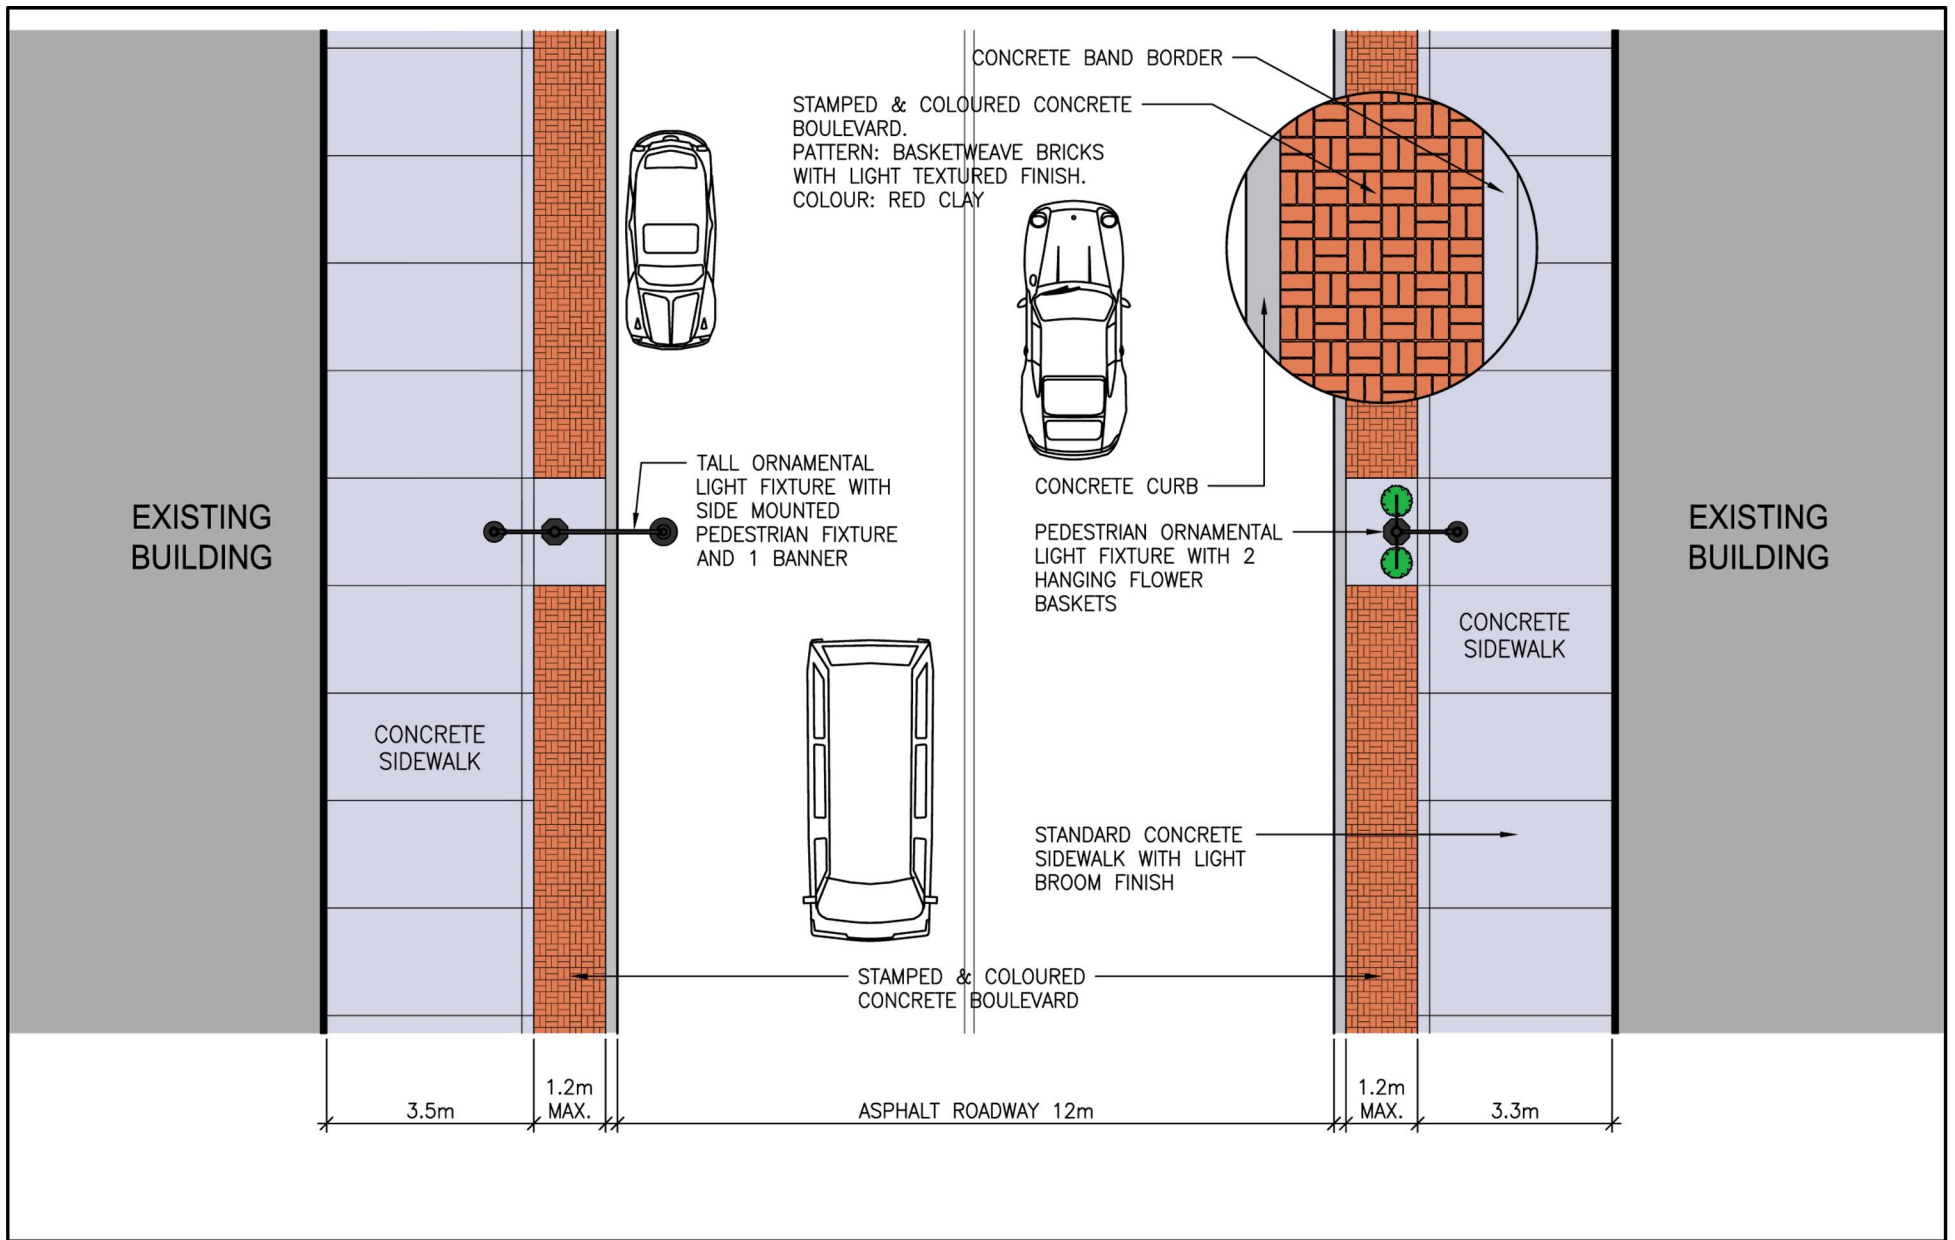 CONCRETE BAND BORDER
STAMPED & COLOURED CONCRETE
BOULEVARD.
PATTERN: BASKETWEAVE BRICKS
WITH LIGHT TEXTURED FINISH.
COLOUR: RED CLAY
TALL ORNAMENTAL
LIGHT FIXTURE WITH
SIDE MOUNTED
PEDESTRIAN FIXTURE
AND 1 BANNER
CONCRETE CURB
PEDESTRIAN ORNAMENTAL
LIGHT FIXTURE WITH 2
HANGING FLOWER
BASKETS
EXISTING
BUILDING
EXISTING
BUILDING
CONCRETE
SIDEWALK
CONCRETE
SIDEWALK
STANDARD CONCRETE
SIDEWALK WITH LIGHT
BROOM FINISH
STAMPED & COLOURED
CONCRETE BOULEVARD
3.5m
1.2m
MAX.
ASPHALT ROADWAY 12m
1.2m
MAX.
3.3m